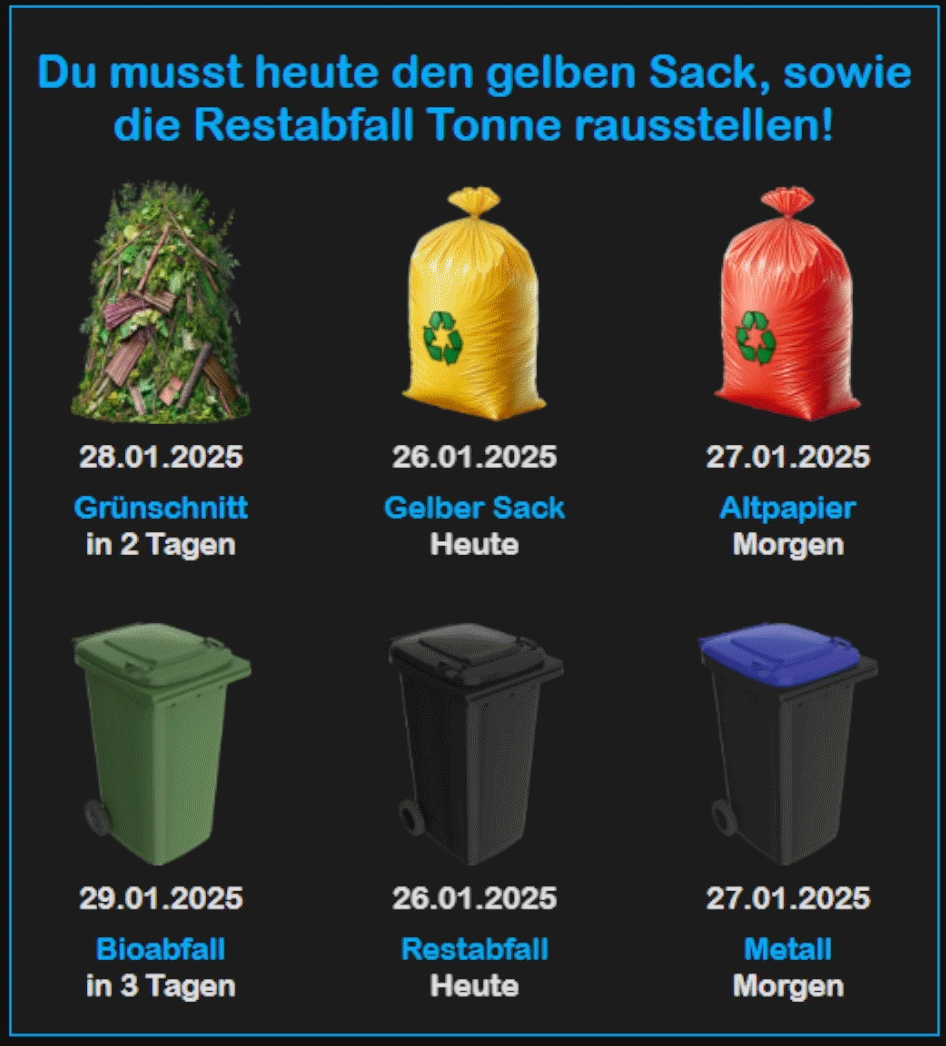 Du musst heute den gelben Sack, sowie
die Restabfall Tonne rausstellen!
28.01.2025
26.01.2025
27.01.2025
Grünschnitt
Gelber Sack
Altpapier
in 2 Tagen
Heute
Morgen
29.01.2025
26.01.2025
27.01.2025
Bioabfall
Restabfall
Metall
in 3 Tagen
Heute
Morgen